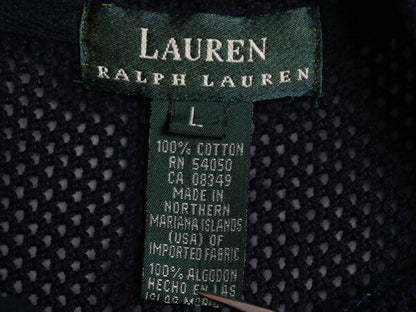 LAUREN
RALPH LAUREN
L
100% COTTON
RN 54050
CA 08349
MADE IN
NORTHERN
MARIANA ISLANDS
(USA) OF
IMPORTED FABRIC
100% ALGODON
HECHO EN LAS
ISLAS